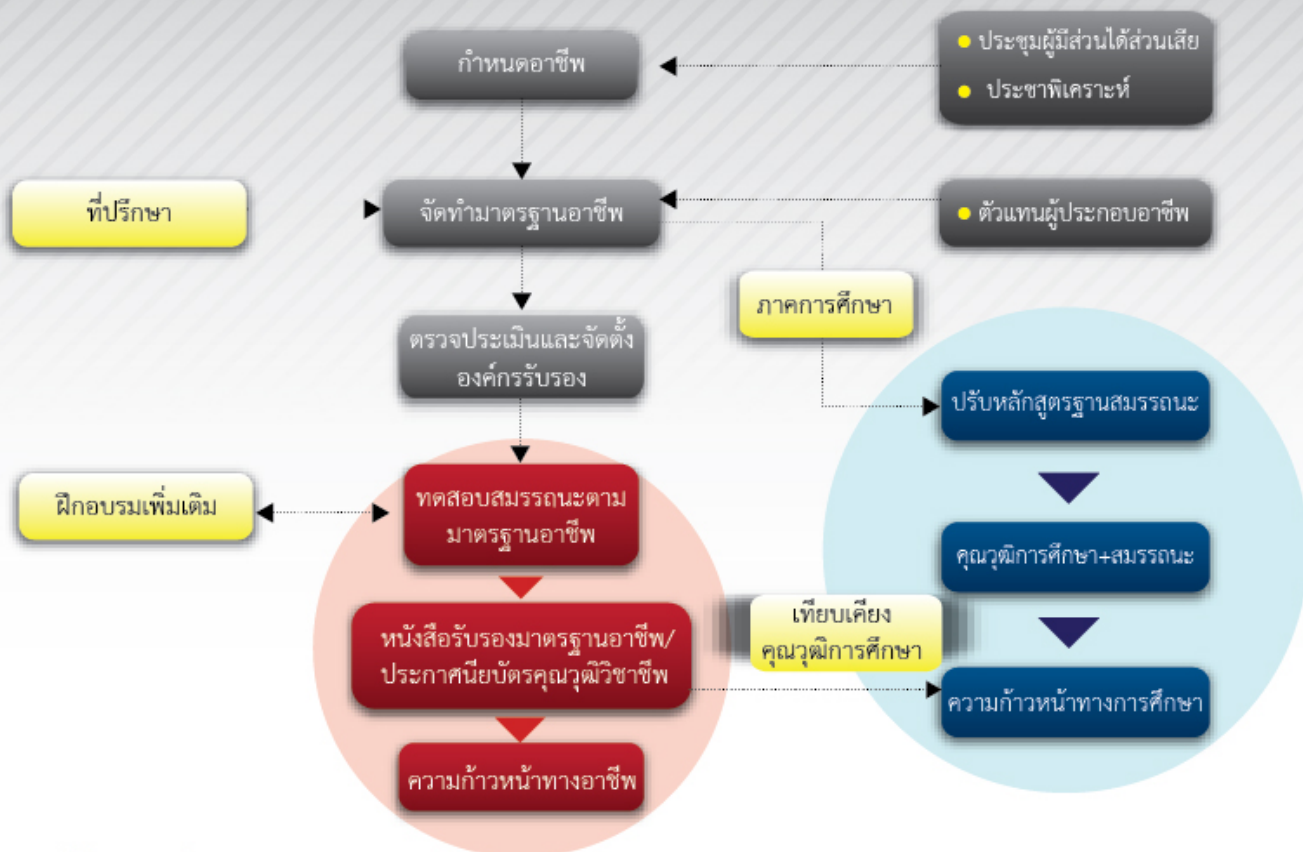 กำหนดอาชีพ
ประชุมผู้มีส่วนได้ส่วนเสีย
ประชาพิเคราะห์
ที่ปรึกษา
จัดทำมาตรฐานอาชีพ
ตัวแทนผู้ประกอบอาชีพ
ภาคการศึกษา
ตรวจประเมินและจัดตั้ง
องค์กรรับรอง
ปรับหลักสูตรฐานสมรรถนะ
ฝึกอบรมเพิ่มเติม
ทดสอบสมรรถนะตาม
มาตรฐานอาชีพ
คุณวุฒิการศึกษา+สมรรถนะ
หนังสือรับรองมาตรฐานอาชีพ/
ประกาศนียบัตรคุณวุฒิวิชาชีพ
เทียบเคียง
คุณวุฒิการศึกษา
ความก้าวหน้าทางการศึกษา
ความก้าวหน้าทางอาชีพ